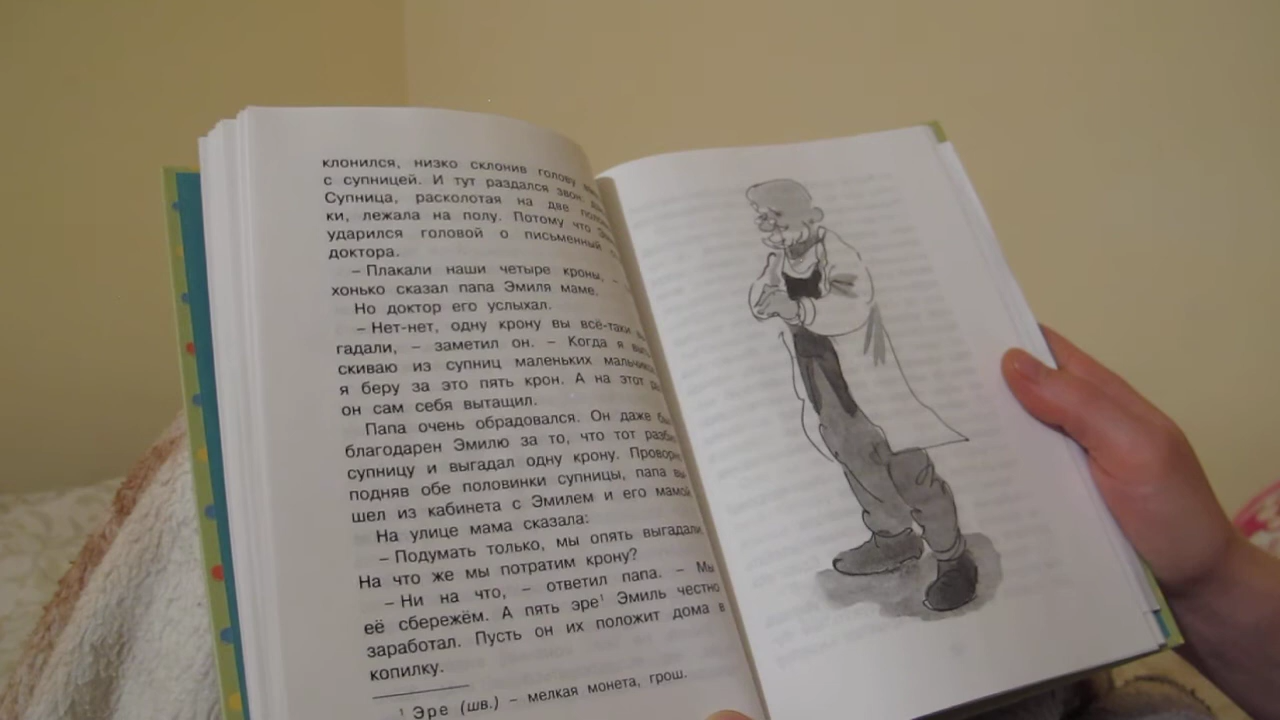 клонился, низко склонив голову
с супницей. И тут раздался звон
Супница, расколотая на две поло
ки, лежала на полу. Потому что
ударился головой о письменный
доктора.
– Плакали наши четыре кроны, –
хонько сказал папа Эмиля маме.
Но доктор его услыхал.
– Нет-нет, одну крону вы всё-таки
гадали, – заметил он. – Когда я
скиваю из супниц маленьких мальчиков
я беру за это пять крон. А на этот
он сам себя вытащил.
Папа очень обрадовался. Он даже
благодарен Эмилю за то, что тот разби
супницу и выгадал одну крону. Проворно
подняв обе половинки супницы, папа вы
шел из кабинета с Эмилем и его мамой
На улице мама сказала:
– Подумать только, мы опять выгадали,
На что же мы потратим крону?
– Ни на что, – ответил папа. – Мы
её сбережём. А пять эре¹ Эмиль честно
заработал. Пусть он их положит дома в
копилку.
¹ Эре (шв.) – мелкая монета, грош.